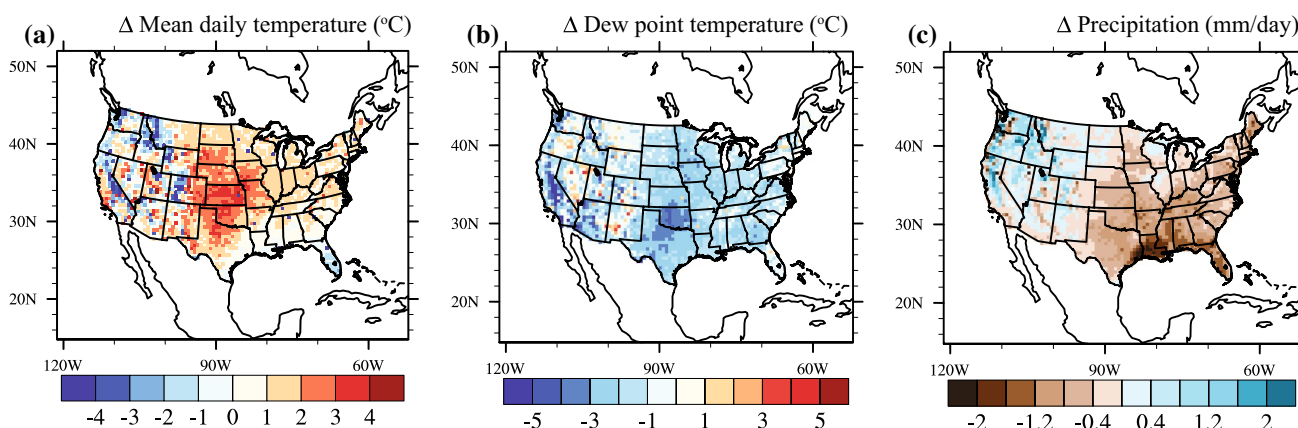 (a) Δ Mean daily temperature (°C)
50N
40N
30N
20N
120W 90W 60W
-4 -3 -2 -1 0 1 2 3 4
(b) Δ Dew point temperature (°C)
50N
40N
30N
20N
120W 90W 60W
-5 -3 -1 1 3 5
(c) Δ Precipitation (mm/day)
50N
40N
30N
20N
120W 90W 60W
-2 -1.2 -0.4 0.4 1.2 2